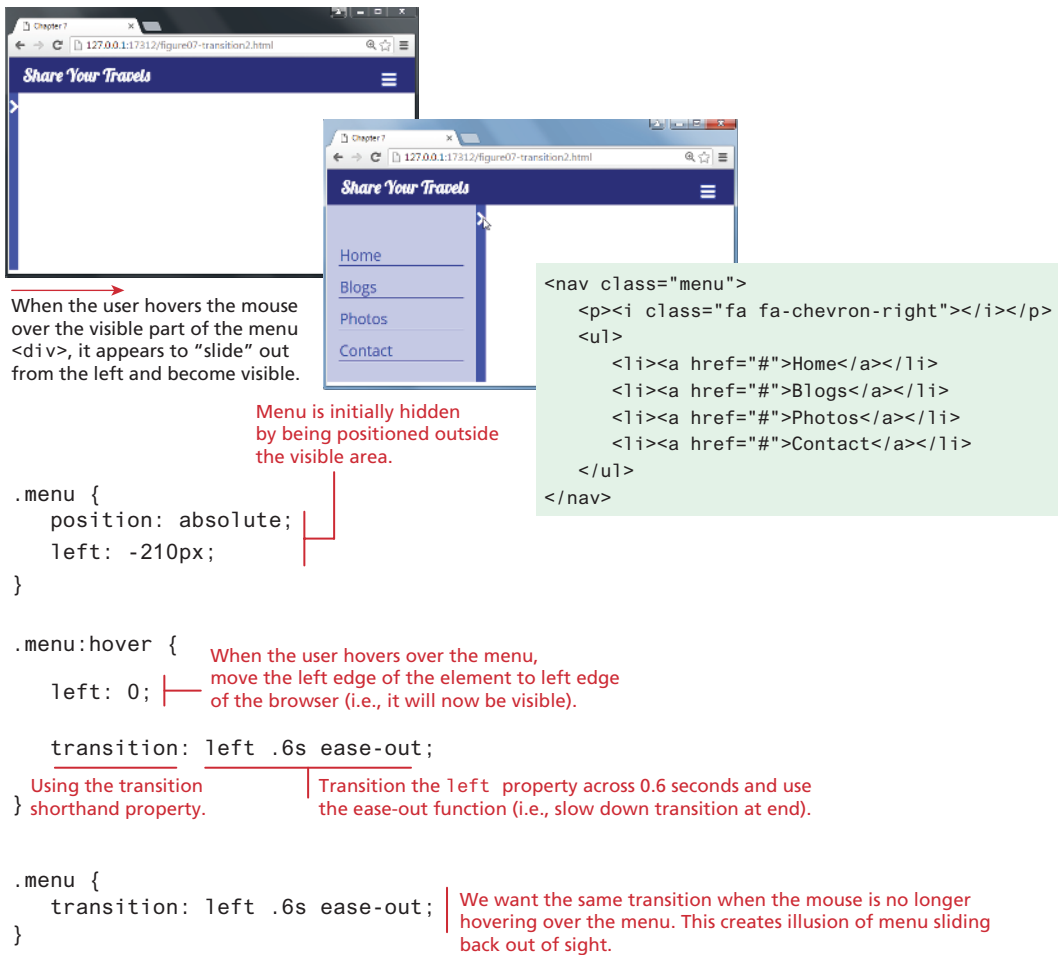 Chapter 7
127.0.0.1:17312/figure07-transition2.html
Share Your Travels
Chapter 7
127.0.0.1:17312/figure07-transition2.html
Share Your Travels
Home
Blogs
Photos
Contact
When the user hovers the mouse
over the visible part of the menu
<div>, it appears to “slide” out
from the left and become visible.
<nav class="menu">
<p><i class="fa fa-chevron-right"></i></p>
<ul>
<li><a href="#">Home</a></li>
<li><a href="#">Blogs</a></li>
<li><a href="#">Photos</a></li>
<li><a href="#">Contact</a></li>
</ul>
</nav>
Menu is initially hidden
by being positioned outside
the visible area.
.menu {
position: absolute;
left: -210px;
}
.menu:hover {
left: 0;
When the user hovers over the menu,
move the left edge of the element to left edge
of the browser (i.e., it will now be visible).
transition: left .6s ease-out;
Using the transition
shorthand property.
Transition the left property across 0.6 seconds and use
the ease-out function (i.e., slow down transition at end).
}
.menu {
transition: left .6s ease-out;
}
We want the same transition when the mouse is no longer
hovering over the menu. This creates illusion of menu sliding
back out of sight.